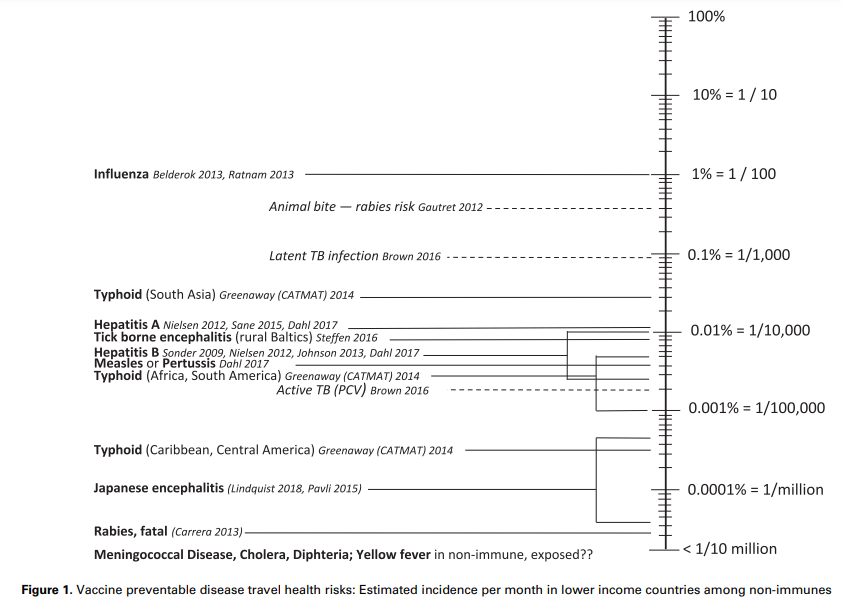 100%
10% = 1 / 10
Influenza Belderok 2013, Ratnam 2013
1% = 1 / 100
Animal bite — rabies risk Gautret 2012
Latent TB infection Brown 2016
0.1% = 1/1,000
Typhoid (South Asia) Greenaway (CATMAT) 2014
Hepatitis A Nielsen 2012, Sane 2015, Dahl 2017
0.01% = 1/10,000
Tick borne encephalitis (rural Baltics) Steffen 2016
Hepatitis B Sonder 2009, Nielsen 2012, Johnson 2013, Dahl 2017
Measles or Pertussis Dahl 2017
Typhoid (Africa, South America) Greenaway (CATMAT) 2014
Active TB (PCV) Brown 2016
0.001% = 1/100,000
Typhoid (Caribbean, Central America) Greenaway (CATMAT) 2014
Japanese encephalitis (Lindquist 2018, Pavli 2015)
0.0001% = 1/million
Rabies, fatal (Carrera 2013)
< 1/10 million
Meningococcal Disease, Cholera, Diphteria; Yellow fever in non-immune, exposed??
Figure 1. Vaccine preventable disease travel health risks: Estimated incidence per month in lower income countries among non-immunes